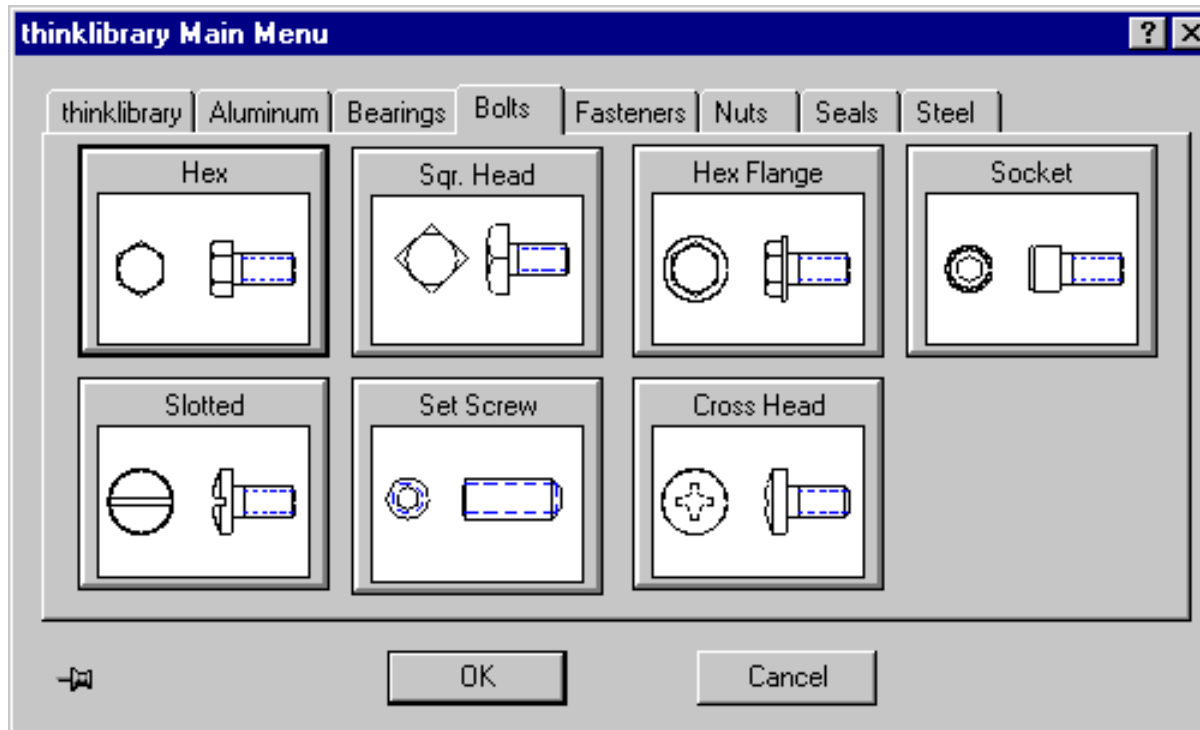 thinklibrary Main Menu
thinklibrary Aluminum Bearings Bolts Fasteners Nuts Seals Steel
Hex Sqr. Head Hex Flange Socket
Slotted Set Screw Cross Head
OK Cancel